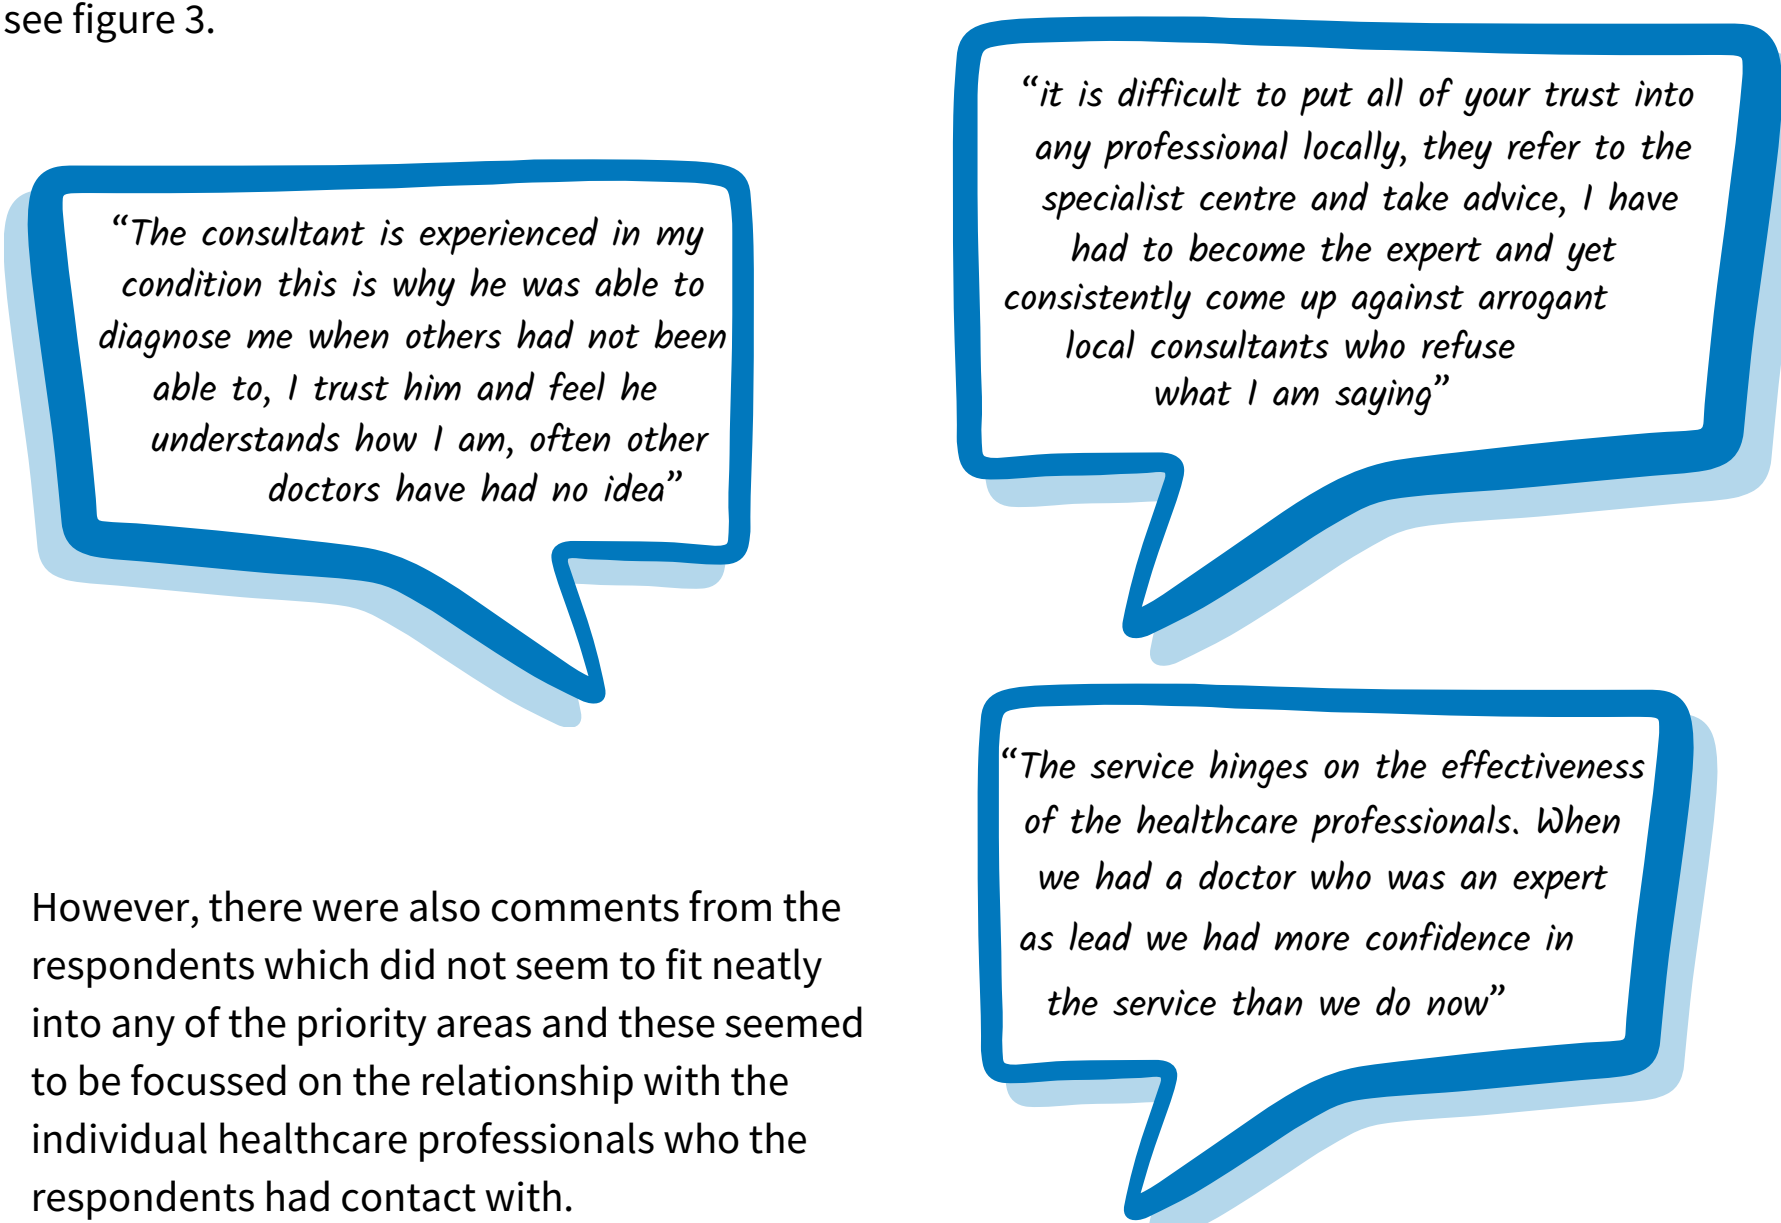 see figure 3.
“The consultant is experienced in my
condition this is why he was able to
diagnose me when others had not been
able to, I trust him and feel he
understands how I am, often other
doctors have had no idea”
However, there were also comments from the
respondents which did not seem to fit neatly
into any of the priority areas and these seemed
to be focussed on the relationship with the
individual healthcare professionals who the
respondents had contact with.
“it is difficult to put all of your trust into
any professional locally, they refer to the
specialist centre and take advice, I have
had to become the expert and yet
consistently come up against arrogant
local consultants who refuse
what I am saying”
“The service hinges on the effectiveness
of the healthcare professionals. When
we had a doctor who was an expert
as lead we had more confidence in
the service than we do now”